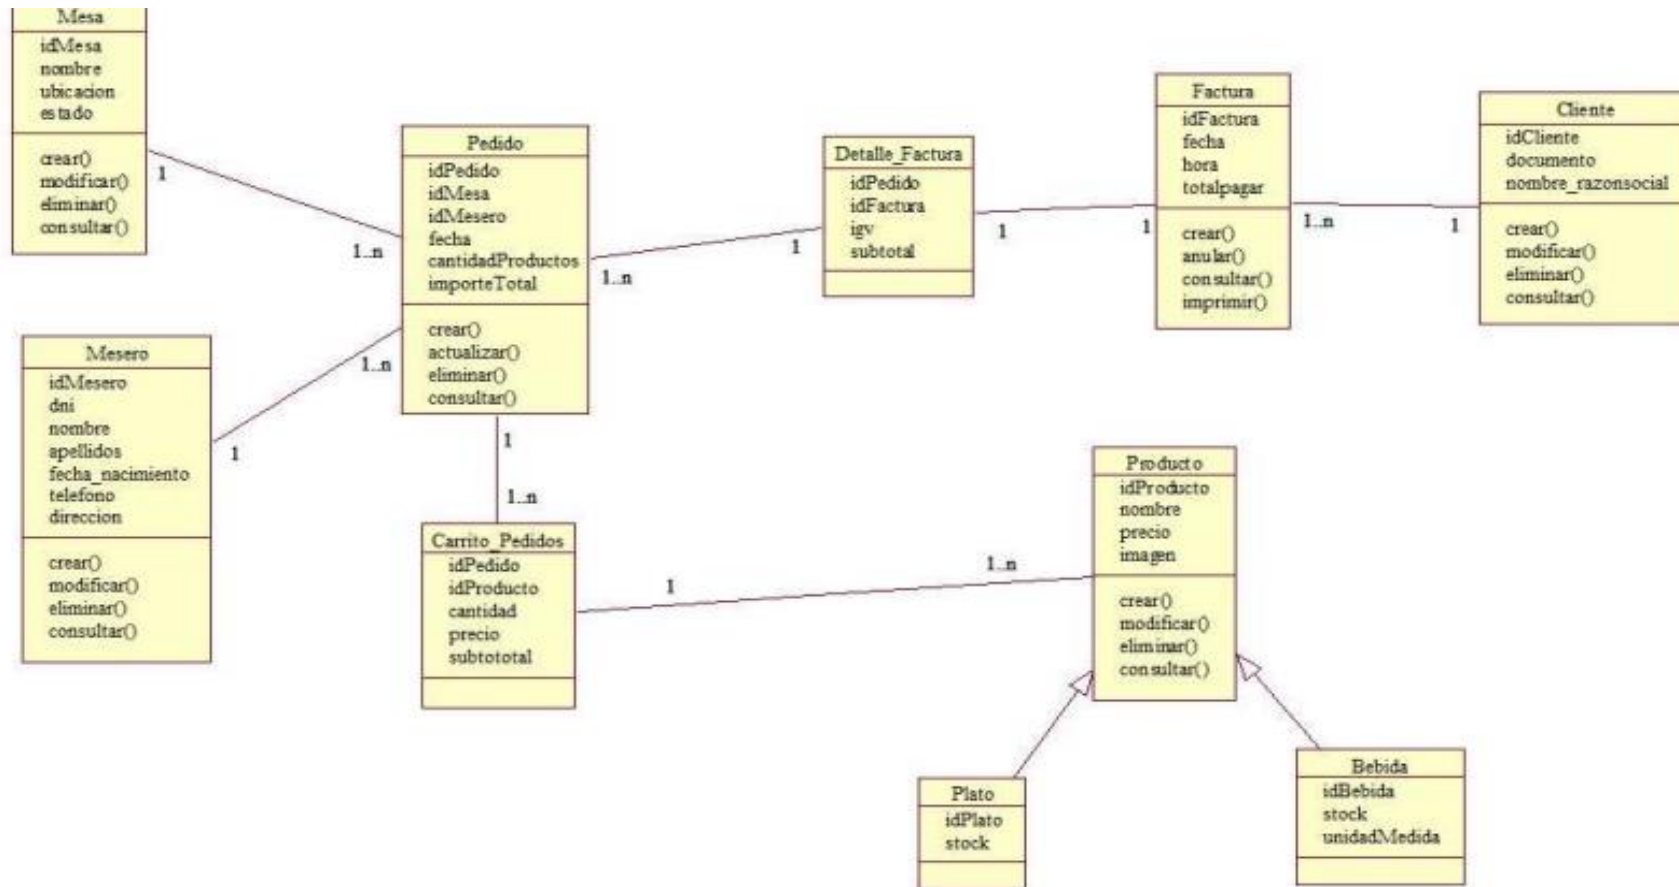 Mesa
idMesa
nombre
ubicacion
estado
crear()
modificar()
eliminar()
consultar()
1
1..n
Pedido
idPedido
idMesa
idMesero
fecha
cantidadProductos
importeTotal
crear()
actualizar()
eliminar()
consultar()
1..n
1
Detalle_Factura
idPedido
idFactura
igv
subtotal
1
1
Factura
idFactura
fecha
hora
totalpagar
crear()
anular()
consultar()
imprimir()
1..n
1
Cliente
idCliente
documento
nombre_razonsocial
crear()
modificar()
eliminar()
consultar()
Mesero
idMesero
dni
nombre
apellidos
fecha_nacimiento
telefono
direccion
crear()
modificar()
eliminar()
consultar()
1
1..n
1
1..n
Carrito_Pedidos
idPedido
idProducto
cantidad
precio
subtototal
1
1..n
Producto
idProducto
nombre
precio
imagen
crear()
modificar()
eliminar()
consultar()
Plato
idPlato
stock
Bebida
idBebida
stock
unidadMedida